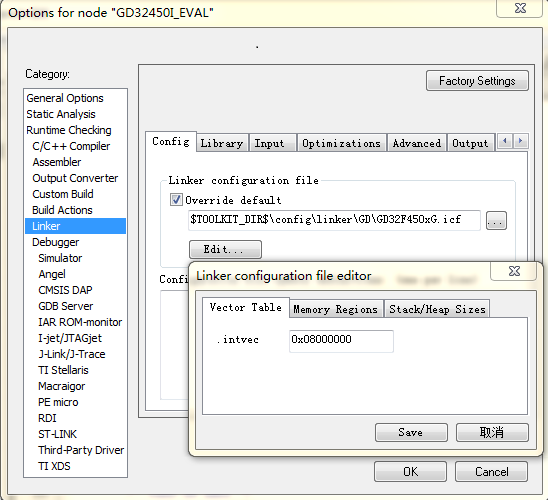 Options for node "GD32450I_EVAL"
Category:
Factory Settings
General Options
Static Analysis
Runtime Checking
C/C++ Compiler
Assembler
Output Converter
Custom Build
Build Actions
Linker
Debugger
Simulator
Angel
CMSIS DAP
GDB Server
IAR ROM-monitor
I-jet/JTAGjet
J-Link/J-Trace
TI Stellaris
Macraigor
PE micro
RDI
ST-LINK
Third-Party Driver
TI XDS
Config Library Input Optimizations Advanced Output
Linker configuration file
Override default
$TOOLKIT_DIR$\config\linker\GD\GD32F450xG.icf
...
Edit...
Linker configuration file editor
Vector Table Memory Regions Stack/Heap Sizes
.intvec 0x08000000
Save 取消
OK Cancel